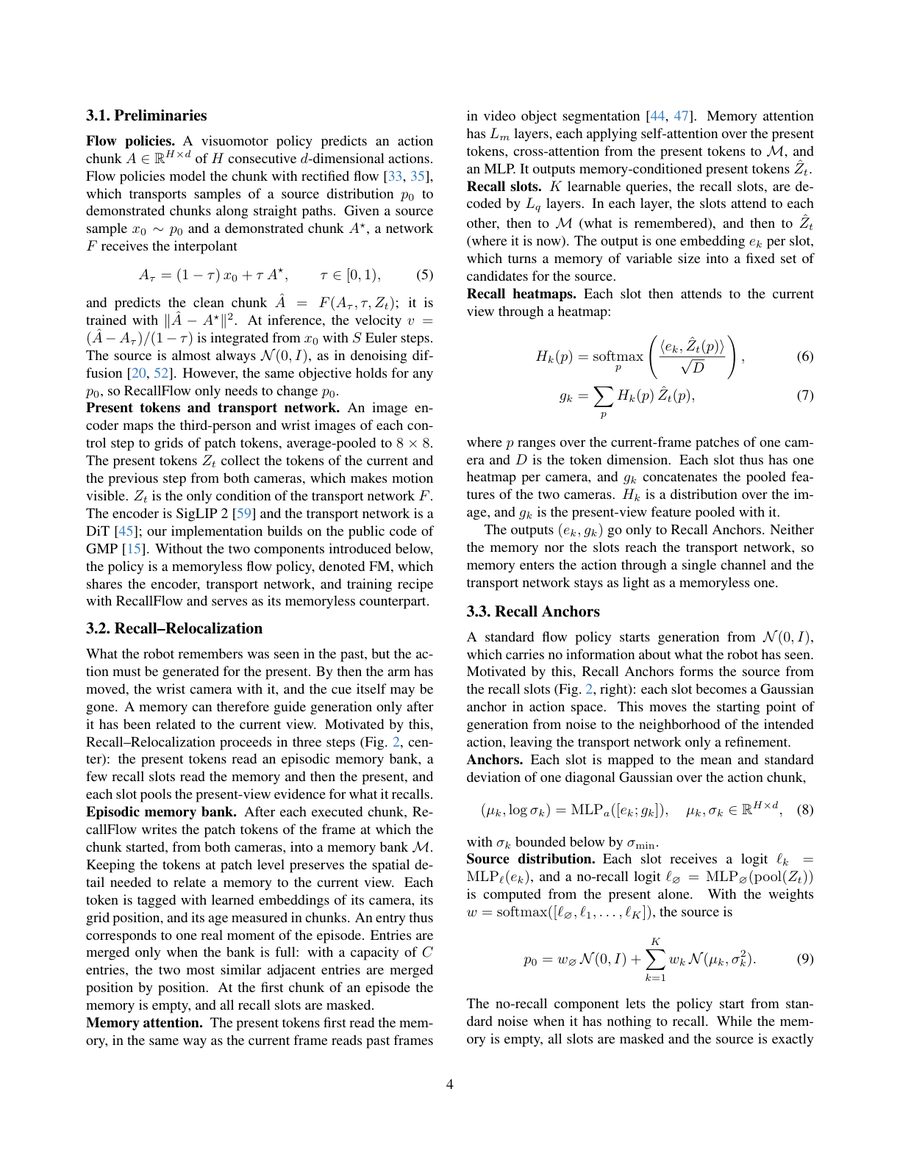 3.1. Preliminaries
Flow policies. A visuomotor policy predicts an action
chunk A ∈ ℝ^{H×d} of H consecutive d-dimensional actions.
Flow policies model the chunk with rectified flow [33, 35],
which transports samples of a source distribution p_0 to
demonstrated chunks along straight paths. Given a source
sample x_0 ∼ p_0 and a demonstrated chunk A^⋆, a network
F receives the interpolant
A_τ = (1 − τ) x_0 + τ A^⋆, τ ∈ [0, 1), (5)
and predicts the clean chunk Â = F(A_τ, τ, Z_t); it is
trained with ∥Â − A^⋆∥². At inference, the velocity v =
(Â − A_τ)/(1 − τ) is integrated from x_0 with S Euler steps.
The source is almost always 𝒩(0, I), as in denoising dif-
fusion [20, 52]. However, the same objective holds for any
p_0, so RecallFlow only needs to change p_0.
Present tokens and transport network. An image en-
coder maps the third-person and wrist images of each con-
trol step to grids of patch tokens, average-pooled to 8 × 8.
The present tokens Z_t collect the tokens of the current and
the previous step from both cameras, which makes motion
visible. Z_t is the only condition of the transport network F.
The encoder is SigLIP 2 [59] and the transport network is a
DiT [45]; our implementation builds on the public code of
GMP [15]. Without the two components introduced below,
the policy is a memoryless flow policy, denoted FM, which
shares the encoder, transport network, and training recipe
with RecallFlow and serves as its memoryless counterpart.
3.2. Recall–Relocalization
What the robot remembers was seen in the past, but the ac-
tion must be generated for the present. By then the arm has
moved, the wrist camera with it, and the cue itself may be
gone. A memory can therefore guide generation only after
it has been related to the current view. Motivated by this,
Recall–Relocalization proceeds in three steps (Fig. 2, cen-
ter): the present tokens read an episodic memory bank, a
few recall slots read the memory and then the present, and
each slot pools the present-view evidence for what it recalls.
Episodic memory bank. After each executed chunk, Re-
callFlow writes the patch tokens of the frame at which the
chunk started, from both cameras, into a memory bank ℳ.
Keeping the tokens at patch level preserves the spatial de-
tail needed to relate a memory to the current view. Each
token is tagged with learned embeddings of its camera, its
grid position, and its age measured in chunks. An entry thus
corresponds to one real moment of the episode. Entries are
merged only when the bank is full: with a capacity of C
entries, the two most similar adjacent entries are merged
position by position. At the first chunk of an episode the
memory is empty, and all recall slots are masked.
Memory attention. The present tokens first read the mem-
ory, in the same way as the current frame reads past frames
in video object segmentation [44, 47]. Memory attention
has L_m layers, each applying self-attention over the present
tokens, cross-attention from the present tokens to ℳ, and
an MLP. It outputs memory-conditioned present tokens Ẑ_t.
Recall slots. K learnable queries, the recall slots, are de-
coded by L_q layers. In each layer, the slots attend to each
other, then to ℳ (what is remembered), and then to Ẑ_t
(where it is now). The output is one embedding e_k per slot,
which turns a memory of variable size into a fixed set of
candidates for the source.
Recall heatmaps. Each slot then attends to the current
view through a heatmap:
H_k(p) = softmax_p (⟨e_k, Ẑ_t(p)⟩ / √D), (6)
g_k = ∑_p H_k(p) Ẑ_t(p), (7)
where p ranges over the current-frame patches of one cam-
era and D is the token dimension. Each slot thus has one
heatmap per camera, and g_k concatenates the pooled fea-
tures of the two cameras. H_k is a distribution over the im-
age, and g_k is the present-view feature pooled with it.
The outputs (e_k, g_k) go only to Recall Anchors. Neither
the memory nor the slots reach the transport network, so
memory enters the action through a single channel and the
transport network stays as light as a memoryless one.
3.3. Recall Anchors
A standard flow policy starts generation from 𝒩(0, I),
which carries no information about what the robot has seen.
Motivated by this, Recall Anchors forms the source from
the recall slots (Fig. 2, right): each slot becomes a Gaussian
anchor in action space. This moves the starting point of
generation from noise to the neighborhood of the intended
action, leaving the transport network only a refinement.
Anchors. Each slot is mapped to the mean and standard
deviation of one diagonal Gaussian over the action chunk,
(μ_k, log σ_k) = MLP_a([e_k; g_k]), μ_k, σ_k ∈ ℝ^{H×d}, (8)
with σ_k bounded below by σ_min.
Source distribution. Each slot receives a logit ℓ_k =
MLP_ℓ(e_k), and a no-recall logit ℓ_∅ = MLP_∅(pool(Z_t))
is computed from the present alone. With the weights
w = softmax([ℓ_∅, ℓ_1, . . . , ℓ_K]), the source is
p_0 = w_∅ 𝒩(0, I) + ∑_{k=1}^{K} w_k 𝒩(μ_k, σ_k²). (9)
The no-recall component lets the policy start from stan-
dard noise when it has nothing to recall. While the mem-
ory is empty, all slots are masked and the source is exactly
4